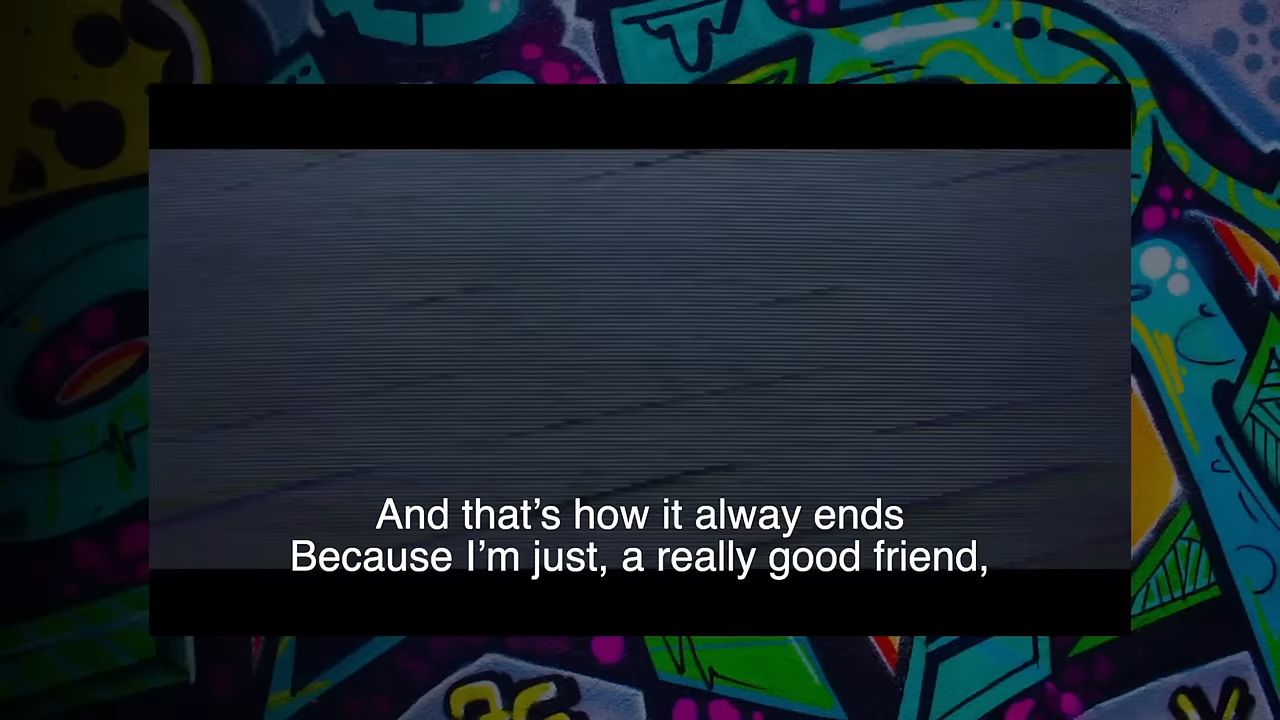 And that’s how it alway ends
Because I’m just, a really good friend,